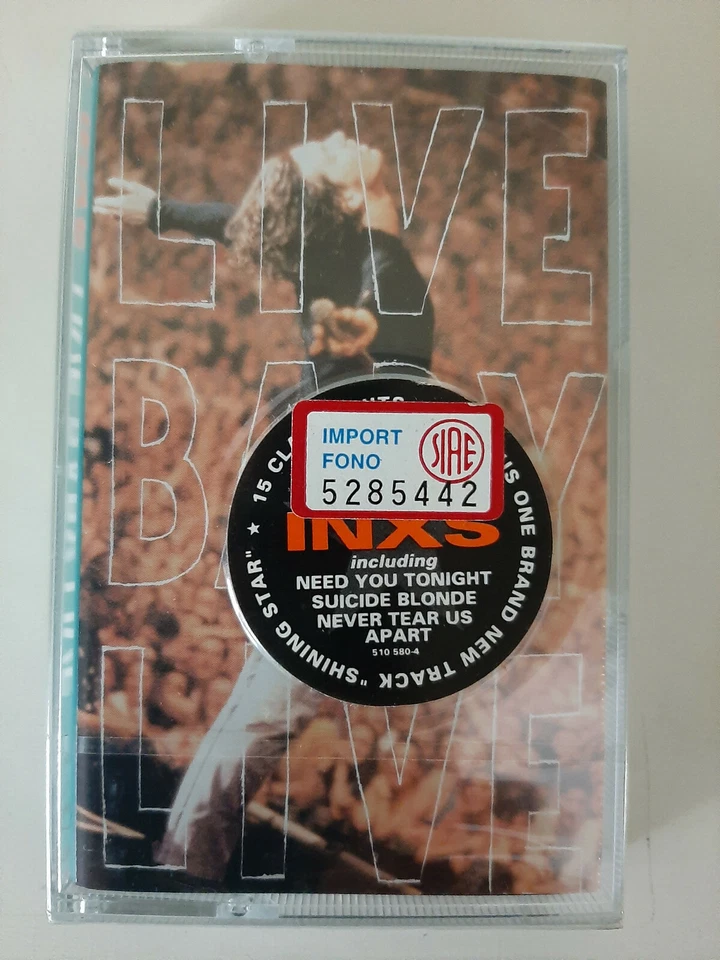 LIVE
BABY
LIVE
IMPORT
FONO
SIAE
5285442
INXS
including
NEED YOU TONIGHT
SUICIDE BLONDE
NEVER TEAR US
APART
510 580-4
★ 15
ONE BRAND NEW TRACK "SHINING STAR"